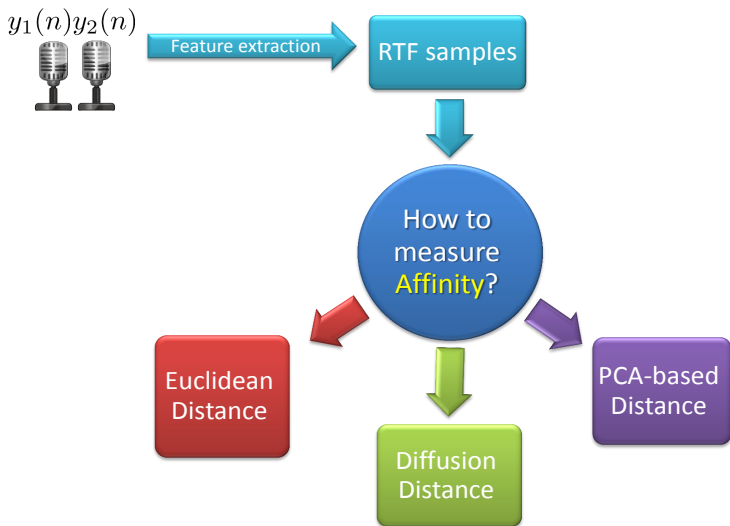 y₁(n)y₂(n)
Feature extraction
RTF samples
How to
measure
Affinity?
Euclidean
Distance
Diffusion
Distance
PCA-based
Distance